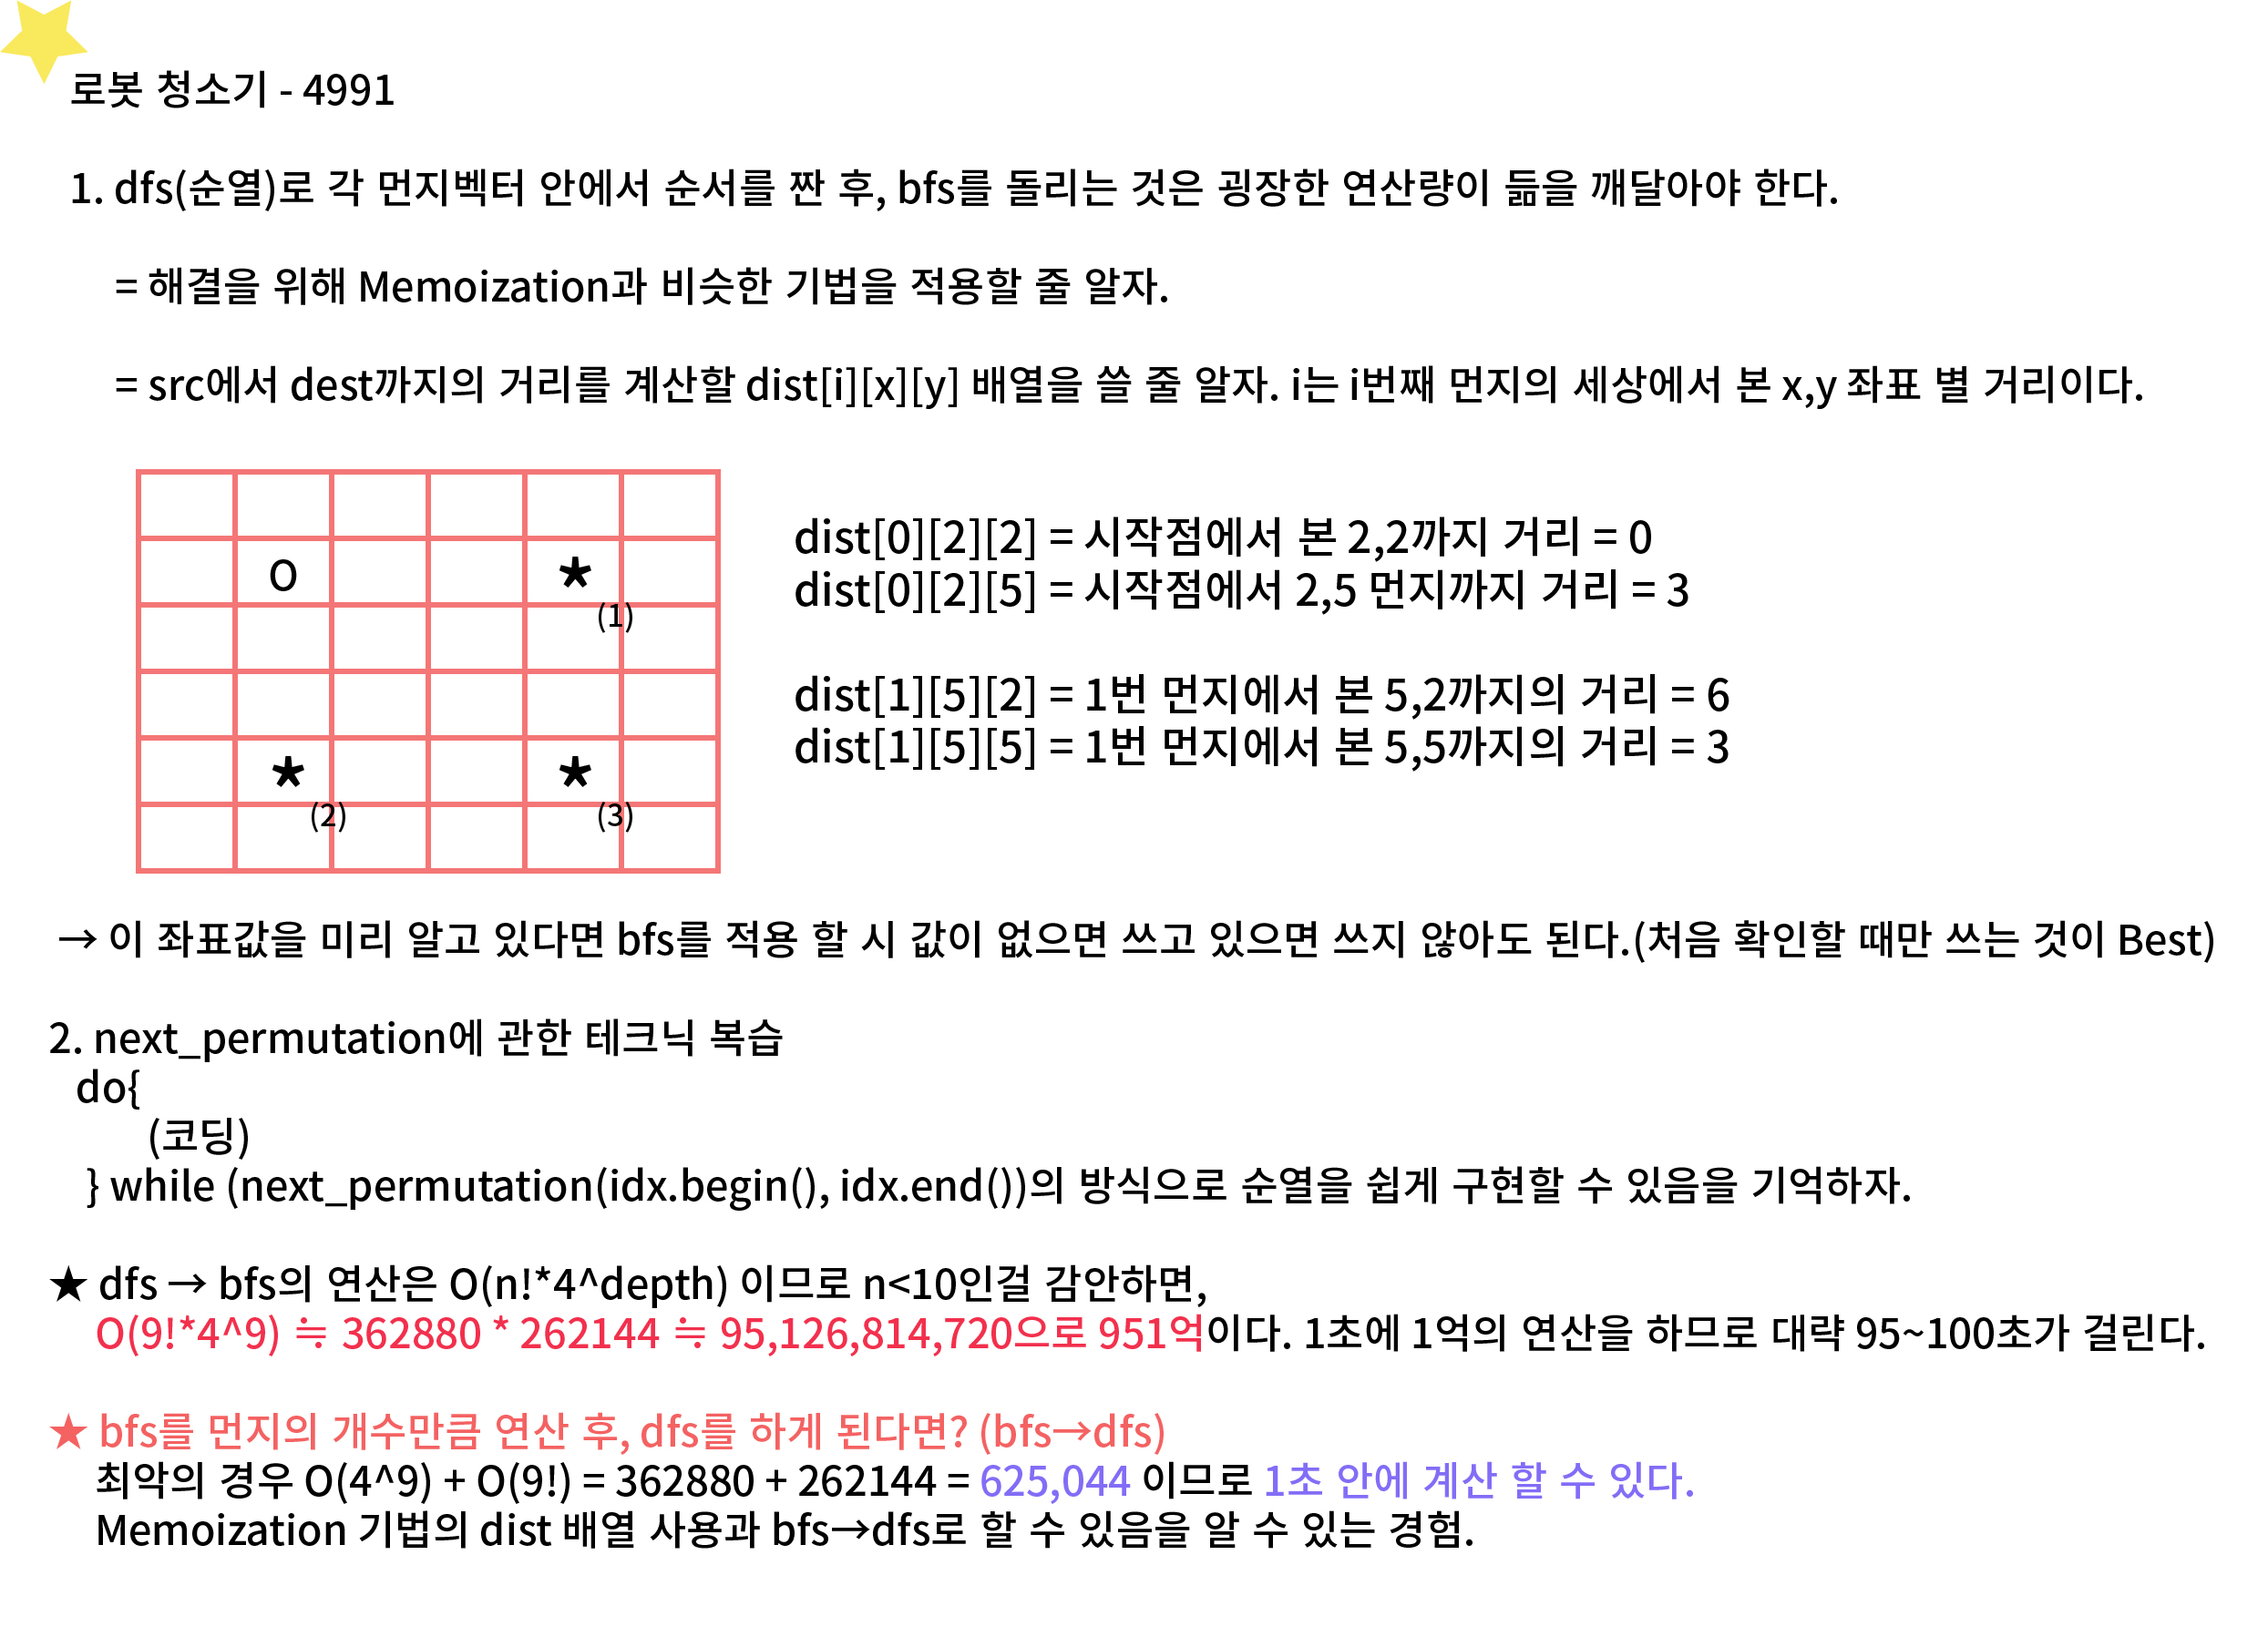 로봇 청소기 - 4991
1. dfs(순열)로 각 먼지벡터 안에서 순서를 짠 후, bfs를 돌리는 것은 굉장한 연산량이 듦을 깨달아야 한다.
= 해결을 위해 Memoization과 비슷한 기법을 적용할 줄 알자.
= src에서 dest까지의 거리를 계산할 dist[i][x][y] 배열을 쓸 줄 알자. i는 i번째 먼지의 세상에서 본 x,y 좌표 별 거리이다.
o *
(1)
* *
(2) (3)
dist[0][2][2] = 시작점에서 본 2,2까지 거리 = 0
dist[0][2][5] = 시작점에서 2,5 먼지까지 거리 = 3
dist[1][5][2] = 1번 먼지에서 본 5,2까지의 거리 = 6
dist[1][5][5] = 1번 먼지에서 본 5,5까지의 거리 = 3
→ 이 좌표값을 미리 알고 있다면 bfs를 적용 할 시 값이 없으면 쓰고 있으면 쓰지 않아도 된다.(처음 확인할 때만 쓰는 것이 Best)
2. next_permutation에 관한 테크닉 복습
do{
(코딩)
} while (next_permutation(idx.begin(), idx.end())의 방식으로 순열을 쉽게 구현할 수 있음을 기억하자.
★ dfs → bfs의 연산은 O(n!*4^depth) 이므로 n<10인걸 감안하면,
O(9!*4^9) ≒ 362880 * 262144 ≒ 95,126,814,720으로 951억이다. 1초에 1억의 연산을 하므로 대략 95~100초가 걸린다.
★ bfs를 먼지의 개수만큼 연산 후, dfs를 하게 된다면? (bfs→dfs)
최악의 경우 O(4^9) + O(9!) = 362880 + 262144 = 625,044 이므로 1초 안에 계산 할 수 있다.
Memoization 기법의 dist 배열 사용과 bfs→dfs로 할 수 있음을 알 수 있는 경험.